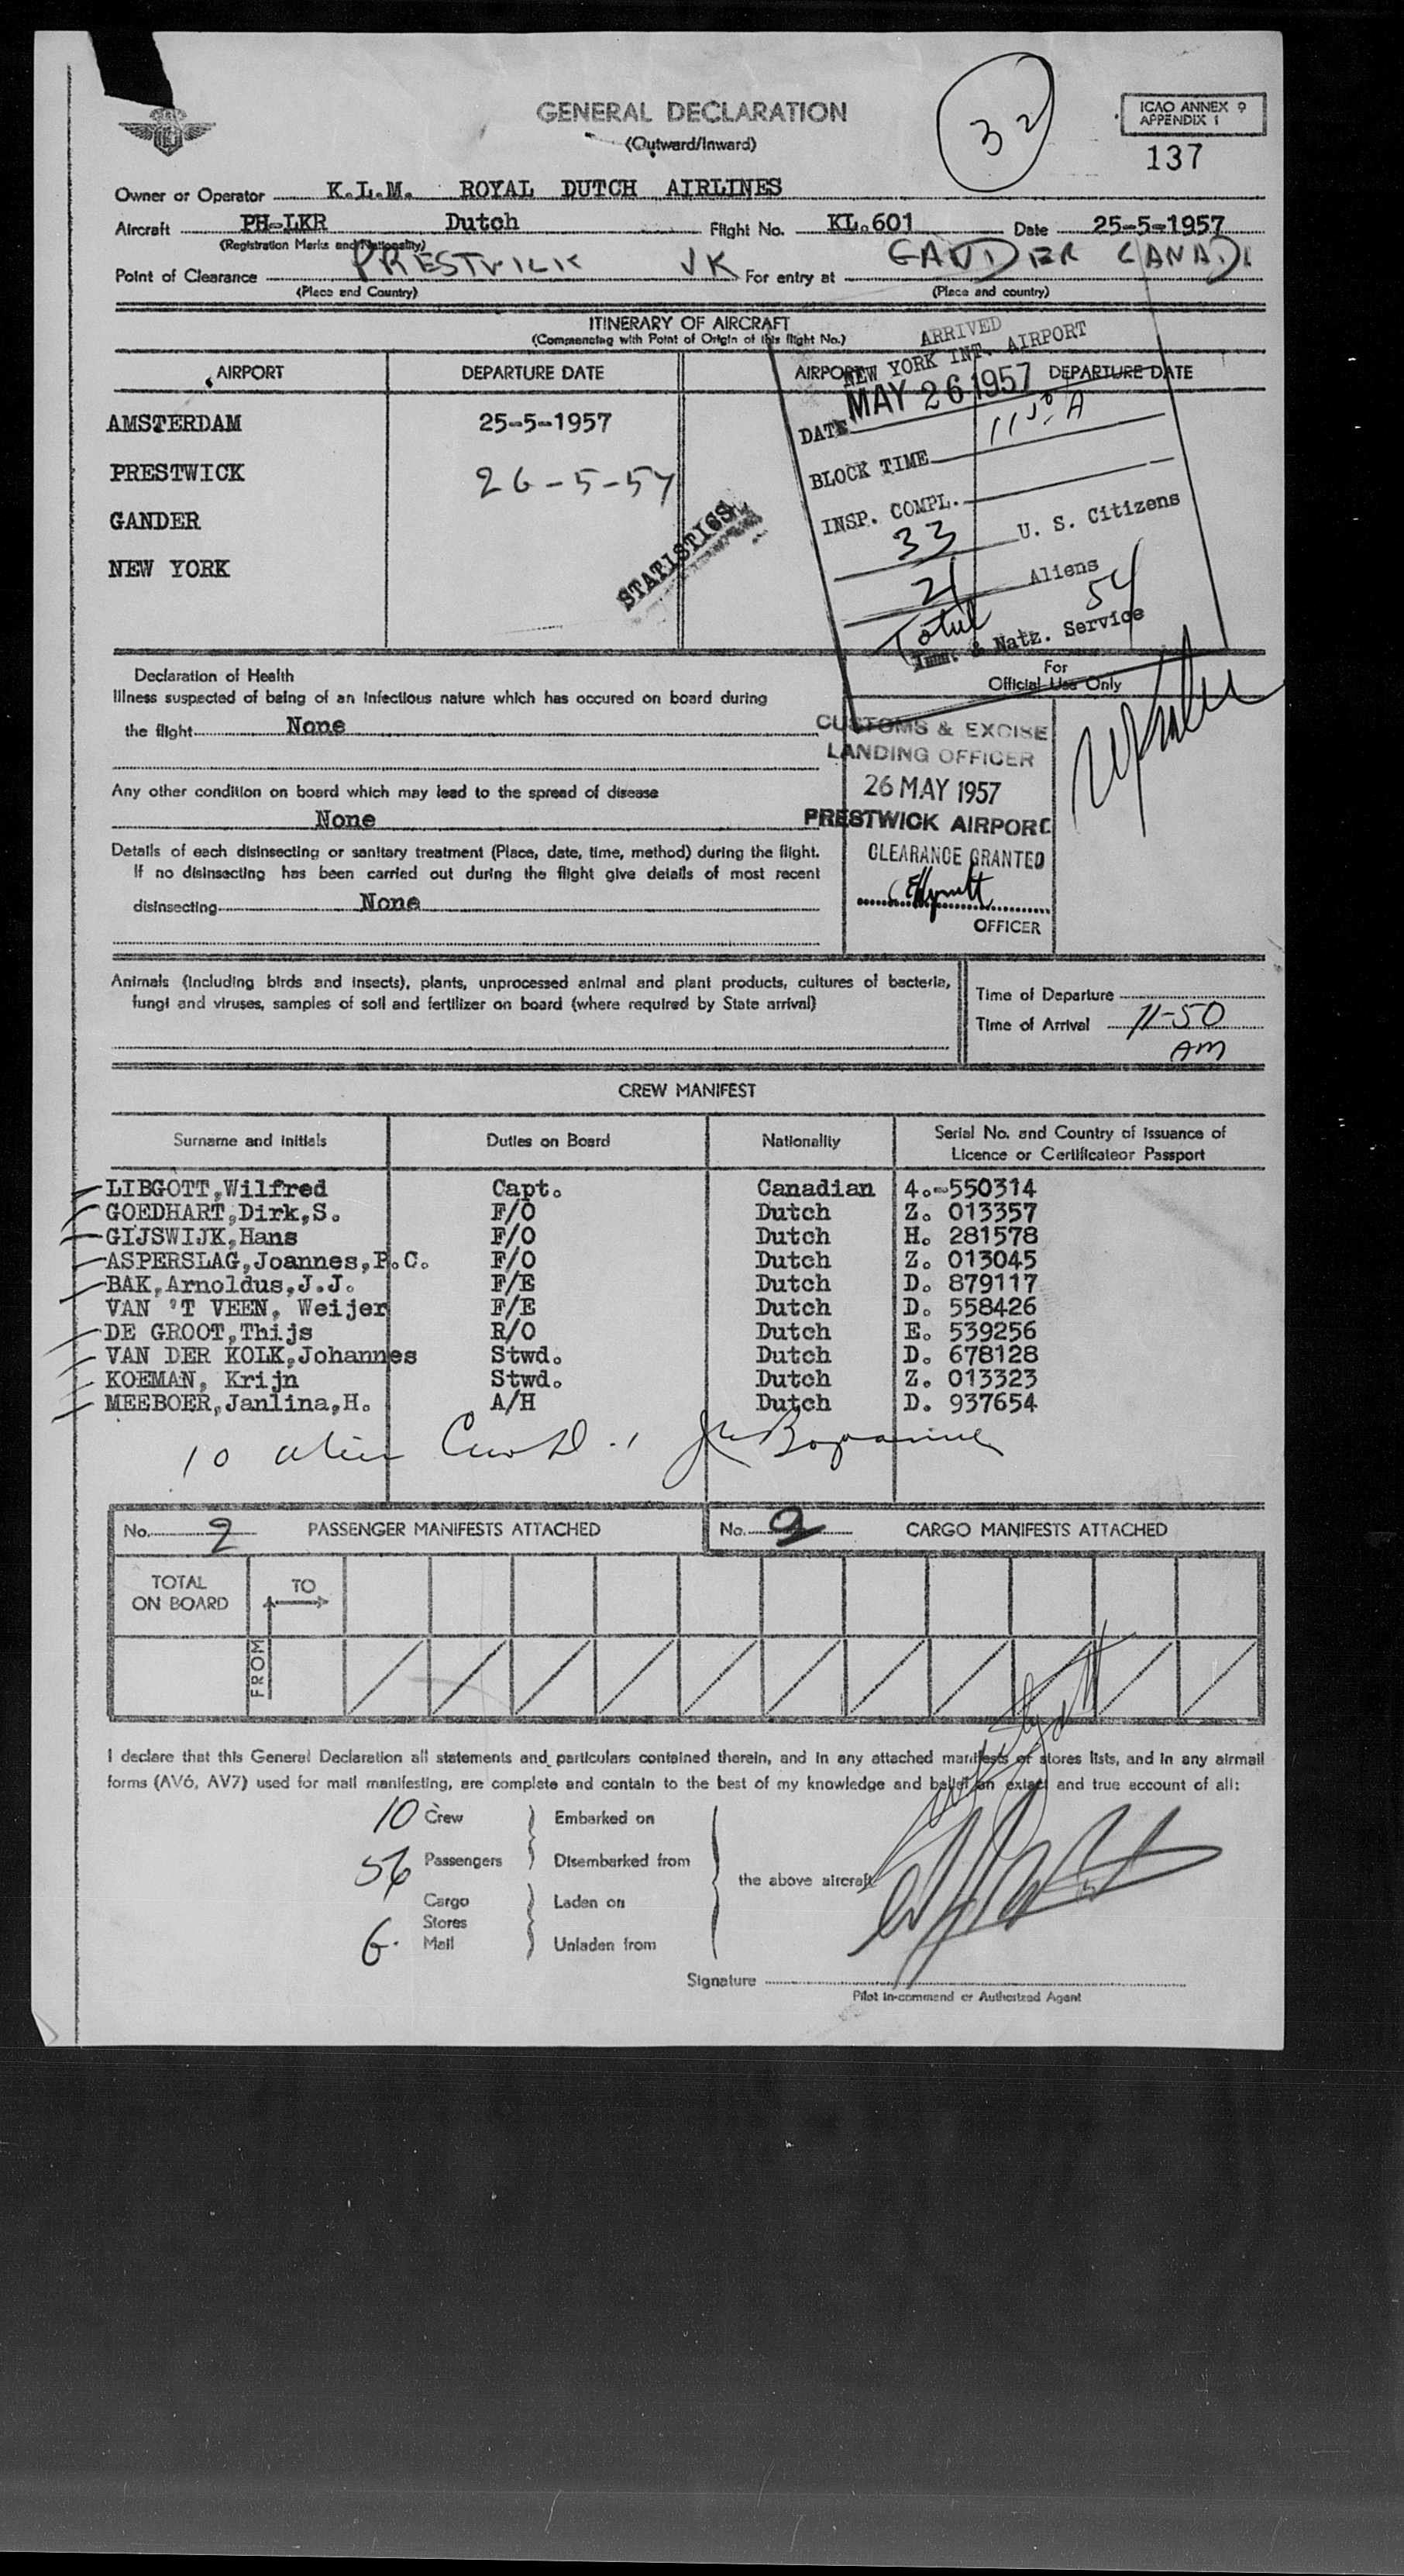 GENERAL DECLARATION
(Outward/Inward)
32
ICAO ANNEX 9
APPENDIX 1
137
Owner or Operator K.L.M. ROYAL DUTCH AIRLINES
Aircraft PH-LKR Dutch Flight No. KL.601 Date 25-5-1957
(Registration Marks and Nationality)
Point of Clearance PRESTWICK UK For entry at GANDER CANADA
(Place and Country) (Place and country)
ITINERARY OF AIRCRAFT
(Commencing with Point of Origin of this flight No.)
AIRPORT DEPARTURE DATE AIRPORT DEPARTURE DATE
AMSTERDAM 25-5-1957
PRESTWICK 26-5-57
GANDER
NEW YORK
STATISTICS
ARRIVED
NEW YORK INT. AIRPORT
DATE MAY 26 1957
BLOCK TIME 1150 A
INSP. COMPL.
33 U. S. Citizens
21 Aliens
Total 54
Imm. & Natz. Service
For
Official Use Only
Declaration of Health
Illness suspected of being of an infectious nature which has occured on board during
the flight None
Any other condition on board which may lead to the spread of disease
None
Details of each disinsecting or sanitary treatment (Place, date, time, method) during the flight.
If no disinsecting has been carried out during the flight give details of most recent
disinsecting None
CUSTOMS & EXCISE
LANDING OFFICER
26 MAY 1957
PRESTWICK AIRPORT
CLEARANCE GRANTED
OFFICER
Animals (including birds and insects), plants, unprocessed animal and plant products, cultures of bacteria,
fungi and viruses, samples of soil and fertilizer on board (where required by State arrival)
Time of Departure
Time of Arrival 11-50
AM
CREW MANIFEST
Surname and initials Duties on Board Nationality Serial No. and Country of Issuance of
Licence or Certificateor Passport
LIBGOTT,Wilfred Capt. Canadian 4.-550314
GOEDHART,Dirk,S. F/O Dutch Z. 013357
GIJSWIJK,Hans F/O Dutch H. 281578
ASPERSLAG,Joannes,P.C. F/O Dutch Z. 013045
BAK,Arnoldus,J.J. F/E Dutch D. 879117
VAN 'T VEEN, Weijer F/E Dutch D. 558426
DE GROOT,Thijs R/O Dutch E. 539256
VAN DER KOLK,Johannes Stwd. Dutch D. 678128
KOEMAN, Krijn Stwd. Dutch Z. 013323
MEEBOER,Janlina,H. A/H Dutch D. 937654
10 alien
No. 2 PASSENGER MANIFESTS ATTACHED No. 2 CARGO MANIFESTS ATTACHED
TOTAL
ON BOARD
TO
FROM
I declare that this General Declaration all statements and particulars contained therein, and in any attached manifests or stores lists, and in any airmail
forms (AV6, AV7) used for mail manifesting, are complete and contain to the best of my knowledge and belief an exact and true account of all:
10 Crew Embarked on
56 Passengers Disembarked from
the above aircraft
Cargo Laden on
Stores
6. Mail Unladen from
Signature
Pilot in-command or Authorized Agent